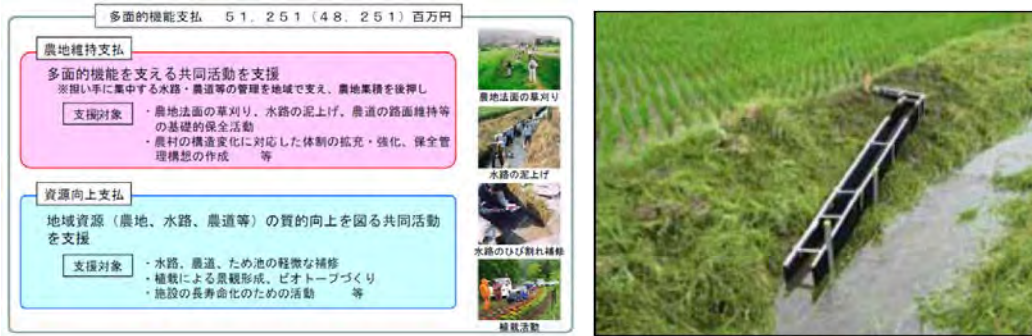 多面的機能支払　５１，２５１（４８，２５１）百万円
農地維持支払
多面的機能を支える共同活動を支援
※担い手に集中する水路・農道等の管理を地域で支え、農地集積を後押し
支援対象
・農地法面の草刈り、水路の泥上げ、農道の路面維持等
の基礎的保全活動
・農村の構造変化に対応した体制の拡充・強化、保全管
理構想の作成　等
資源向上支払
地域資源（農地、水路、農道等）の質的向上を図る共同活動
を支援
支援対象
・水路、農道、ため池の軽微な補修
・植栽による景観形成、ビオトープづくり
・施設の長寿命化のための活動　等
農地法面の草刈り
水路の泥上げ
水路のひび割れ補修
植栽活動